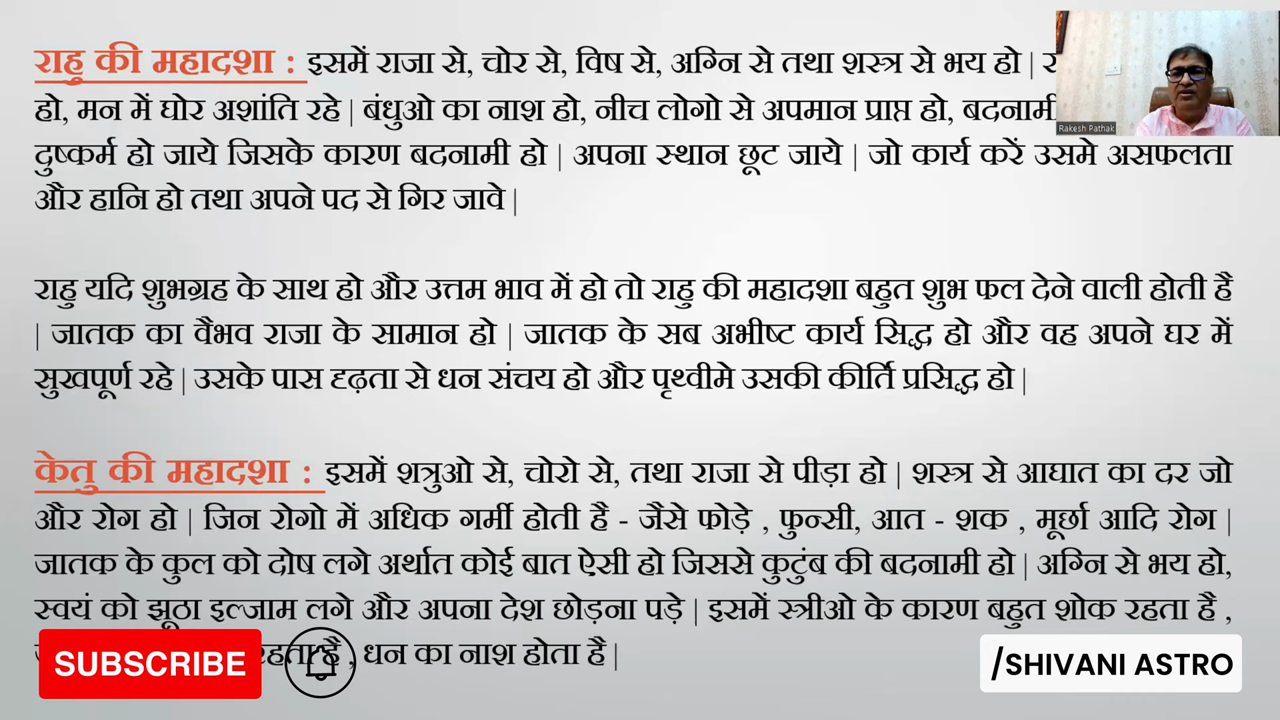 राहु की महादशा : इसमें राजा से, चोर से, विष से, अग्नि से तथा शस्त्र से भय हो |
Rakesh Pathak
हो, मन में घोर अशांति रहे | बंधुओ का नाश हो, नीच लोगो से अपमान प्राप्त हो, बदनामी
दुष्कर्म हो जाये जिसके कारण बदनामी हो | अपना स्थान छूट जाये | जो कार्य करें उसमे असफलता
और हानि हो तथा अपने पद से गिर जावे |
राहु यदि शुभग्रह के साथ हो और उत्तम भाव में हो तो राहु की महादशा बहुत शुभ फल देने वाली होती है
| जातक का वैभव राजा के सामान हो | जातक के सब अभीष्ट कार्य सिद्ध हो और वह अपने घर में
सुखपूर्ण रहे | उसके पास दृढ़ता से धन संचय हो और पृथ्वीमे उसकी कीर्ति प्रसिद्ध हो |
केतु की महादशा : इसमें शत्रुओ से, चोरो से, तथा राजा से पीड़ा हो | शस्त्र से आघात का दर जो
और रोग हो | जिन रोगो में अधिक गर्मी होती है - जैसे फोड़े , फुन्सी, आत - शक , मूर्छा आदि रोग |
जातक के कुल को दोष लगे अर्थात कोई बात ऐसी हो जिससे कुटुंब की बदनामी हो | अग्नि से भय हो,
स्वयं को झूठा इल्जाम लगे और अपना देश छोड़ना पड़े | इसमें स्त्रीओ के कारण बहुत शोक रहता है ,
रहता है , धन का नाश होता है |
SUBSCRIBE
/SHIVANI ASTRO